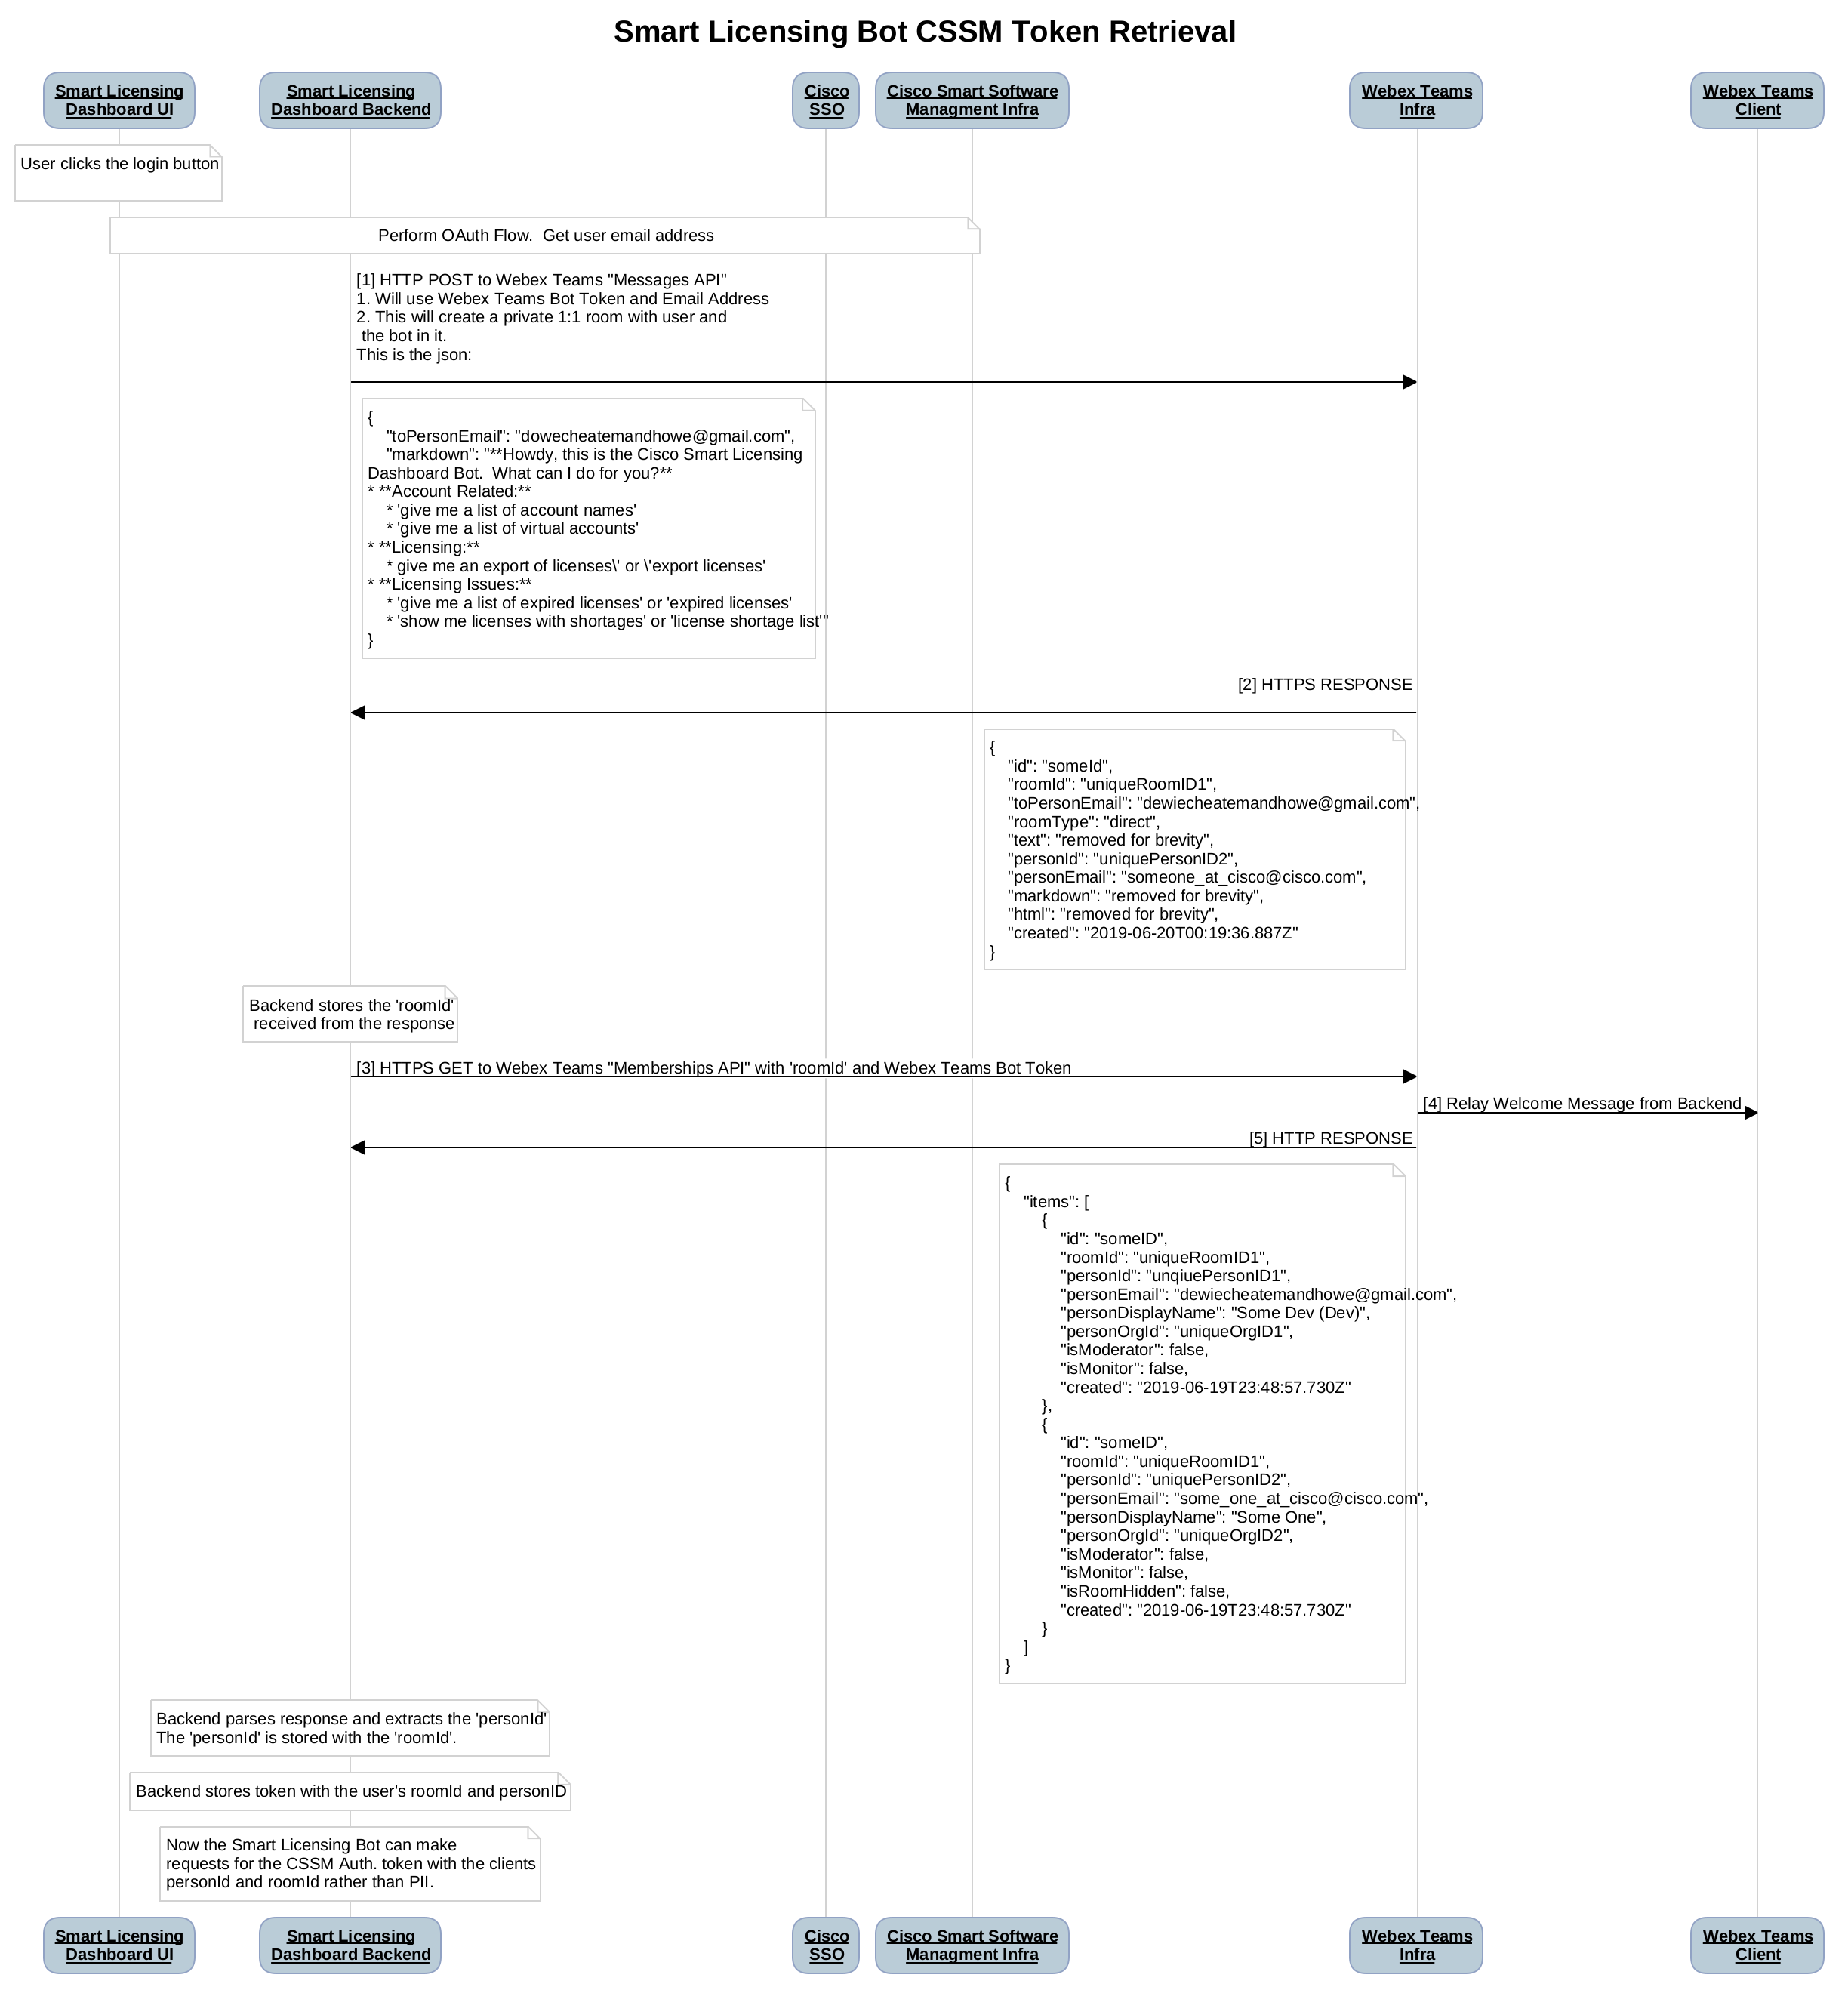 Smart Licensing Bot CSSM Token Retrieval
Smart Licensing
Dashboard UI
Smart Licensing
Dashboard Backend
Cisco
SSO
Cisco Smart Software
Managment Infra
Webex Teams
Infra
Webex Teams
Client
User clicks the login button
Perform OAuth Flow.  Get user email address
[1] HTTP POST to Webex Teams "Messages API"
1. Will use Webex Teams Bot Token and Email Address
2. This will create a private 1:1 room with user and
the bot in it.
This is the json:
{
    "toPersonEmail": "dowecheatemandhowe@gmail.com",
    "markdown": "**Howdy, this is the Cisco Smart Licensing
Dashboard Bot.  What can I do for you?**
* **Account Related:**
    * 'give me a list of account names'
    * 'give me a list of virtual accounts'
* **Licensing:**
    * give me an export of licenses\' or \'export licenses'
* **Licensing Issues:**
    * 'give me a list of expired licenses' or 'expired licenses'
    * 'show me licenses with shortages' or 'license shortage list'"
}
[2] HTTPS RESPONSE
{
    "id": "someId",
    "roomId": "uniqueRoomID1",
    "toPersonEmail": "dewiecheatemandhowe@gmail.com",
    "roomType": "direct",
    "text": "removed for brevity",
    "personId": "uniquePersonID2",
    "personEmail": "someone_at_cisco@cisco.com",
    "markdown": "removed for brevity",
    "html": "removed for brevity",
    "created": "2019-06-20T00:19:36.887Z"
}
Backend stores the 'roomId'
received from the response
[3] HTTPS GET to Webex Teams "Memberships API" with 'roomId' and Webex Teams Bot Token
[4] Relay Welcome Message from Backend
[5] HTTP RESPONSE
{
    "items": [
        {
            "id": "someID",
            "roomId": "uniqueRoomID1",
            "personId": "unqiuePersonID1",
            "personEmail": "dewiecheatemandhowe@gmail.com",
            "personDisplayName": "Some Dev (Dev)",
            "personOrgId": "uniqueOrgID1",
            "isModerator": false,
            "isMonitor": false,
            "created": "2019-06-19T23:48:57.730Z"
        },
        {
            "id": "someID",
            "roomId": "uniqueRoomID1",
            "personId": "uniquePersonID2",
            "personEmail": "some_one_at_cisco@cisco.com",
            "personDisplayName": "Some One",
            "personOrgId": "uniqueOrgID2",
            "isModerator": false,
            "isMonitor": false,
            "isRoomHidden": false,
            "created": "2019-06-19T23:48:57.730Z"
        }
    ]
}
Backend parses response and extracts the 'personId'
The 'personId' is stored with the 'roomId'.
Backend stores token with the user's roomId and personID
Now the Smart Licensing Bot can make
requests for the CSSM Auth. token with the clients
personId and roomId rather than PII.
Smart Licensing
Dashboard UI
Smart Licensing
Dashboard Backend
Cisco
SSO
Cisco Smart Software
Managment Infra
Webex Teams
Infra
Webex Teams
Client